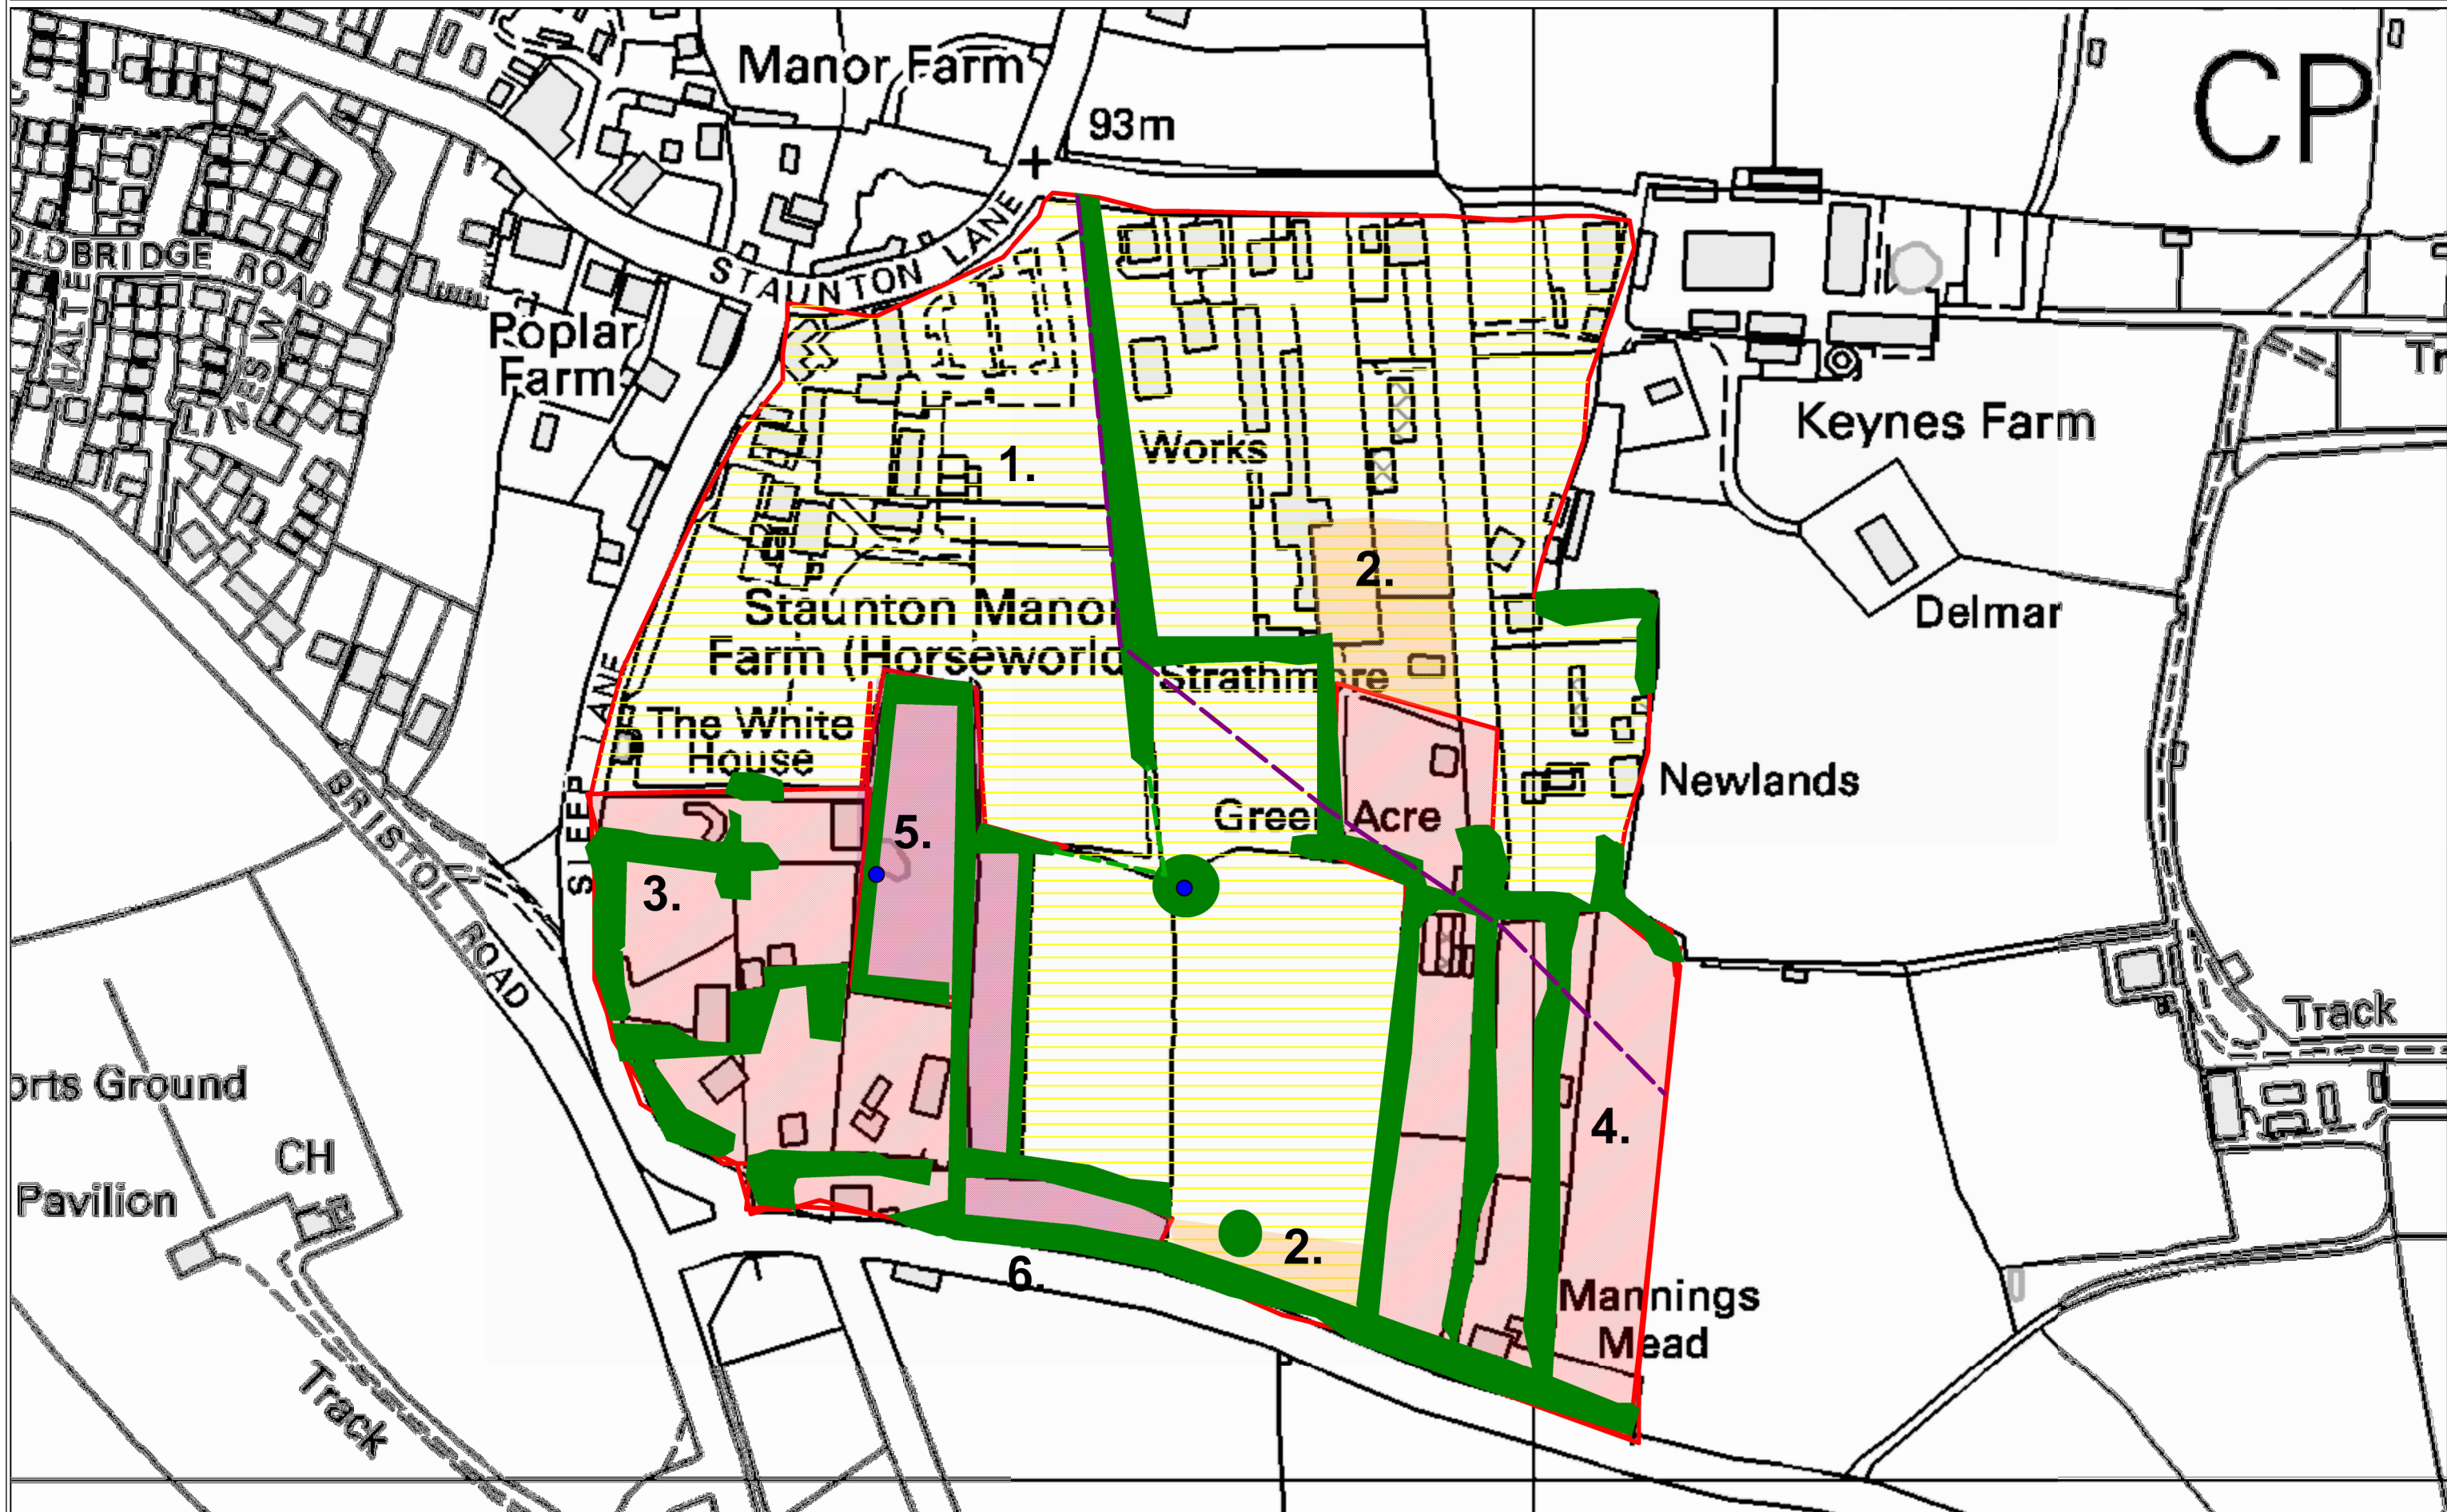 Manor Farm
93m
CP
STAUNTON LANE
OLDBRIDGE ROAD
Poplar
Farm
Keynes Farm
Works
1.
2.
Staunton Manor
Farm (Horseworld
Delmar
Strathmore
The White
House
SLEEP LANE
Newlands
Green Acre
5.
3.
BRISTOL ROAD
Track
orts Ground
4.
CH
Pavilion
2.
6.
Mannings
Mead
Track